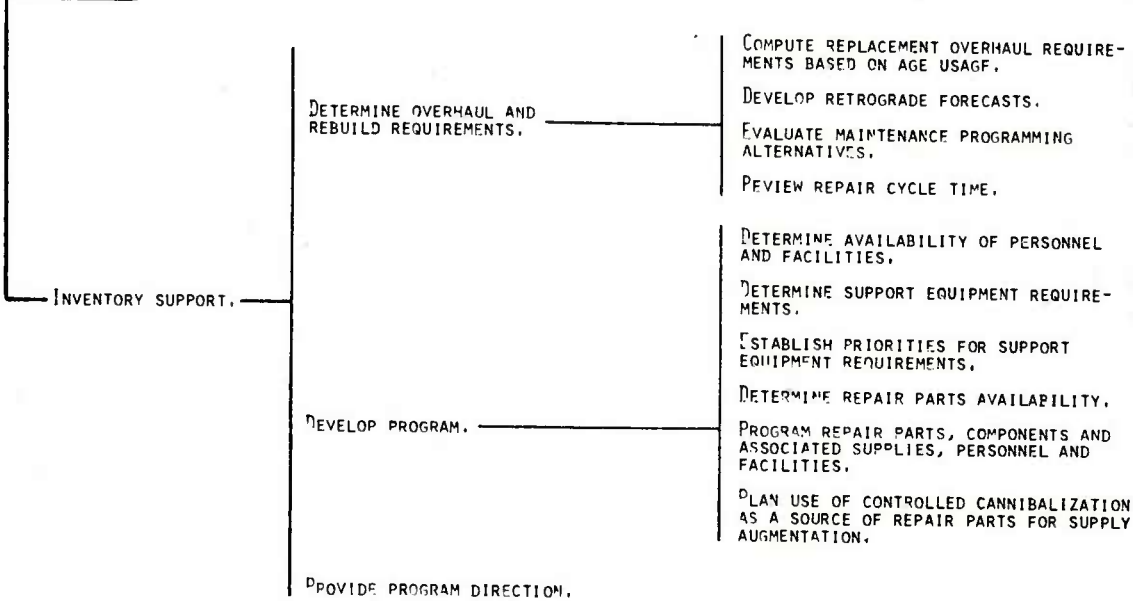 COMPUTE REPLACEMENT OVERHAUL REQUIRE-
MENTS BASED ON AGE USAGE.
DEVELOP RETROGRADE FORECASTS.
DETERMINE OVERHAUL AND
REBUILD REQUIREMENTS.
EVALUATE MAINTENANCE PROGRAMMING
ALTERNATIVES.
REVIEW REPAIR CYCLE TIME.
DETERMINE AVAILABILITY OF PERSONNEL
AND FACILITIES.
INVENTORY SUPPORT.
DETERMINE SUPPORT EQUIPMENT REQUIRE-
MENTS.
ESTABLISH PRIORITIES FOR SUPPORT
EQUIPMENT REQUIREMENTS.
DETERMINE REPAIR PARTS AVAILABILITY.
DEVELOP PROGRAM.
PROGRAM REPAIR PARTS, COMPONENTS AND
ASSOCIATED SUPPLIES, PERSONNEL AND
FACILITIES.
PLAN USE OF CONTROLLED CANNIBALIZATION
AS A SOURCE OF REPAIR PARTS FOR SUPPLY
AUGMENTATION.
PROVIDE PROGRAM DIRECTION.